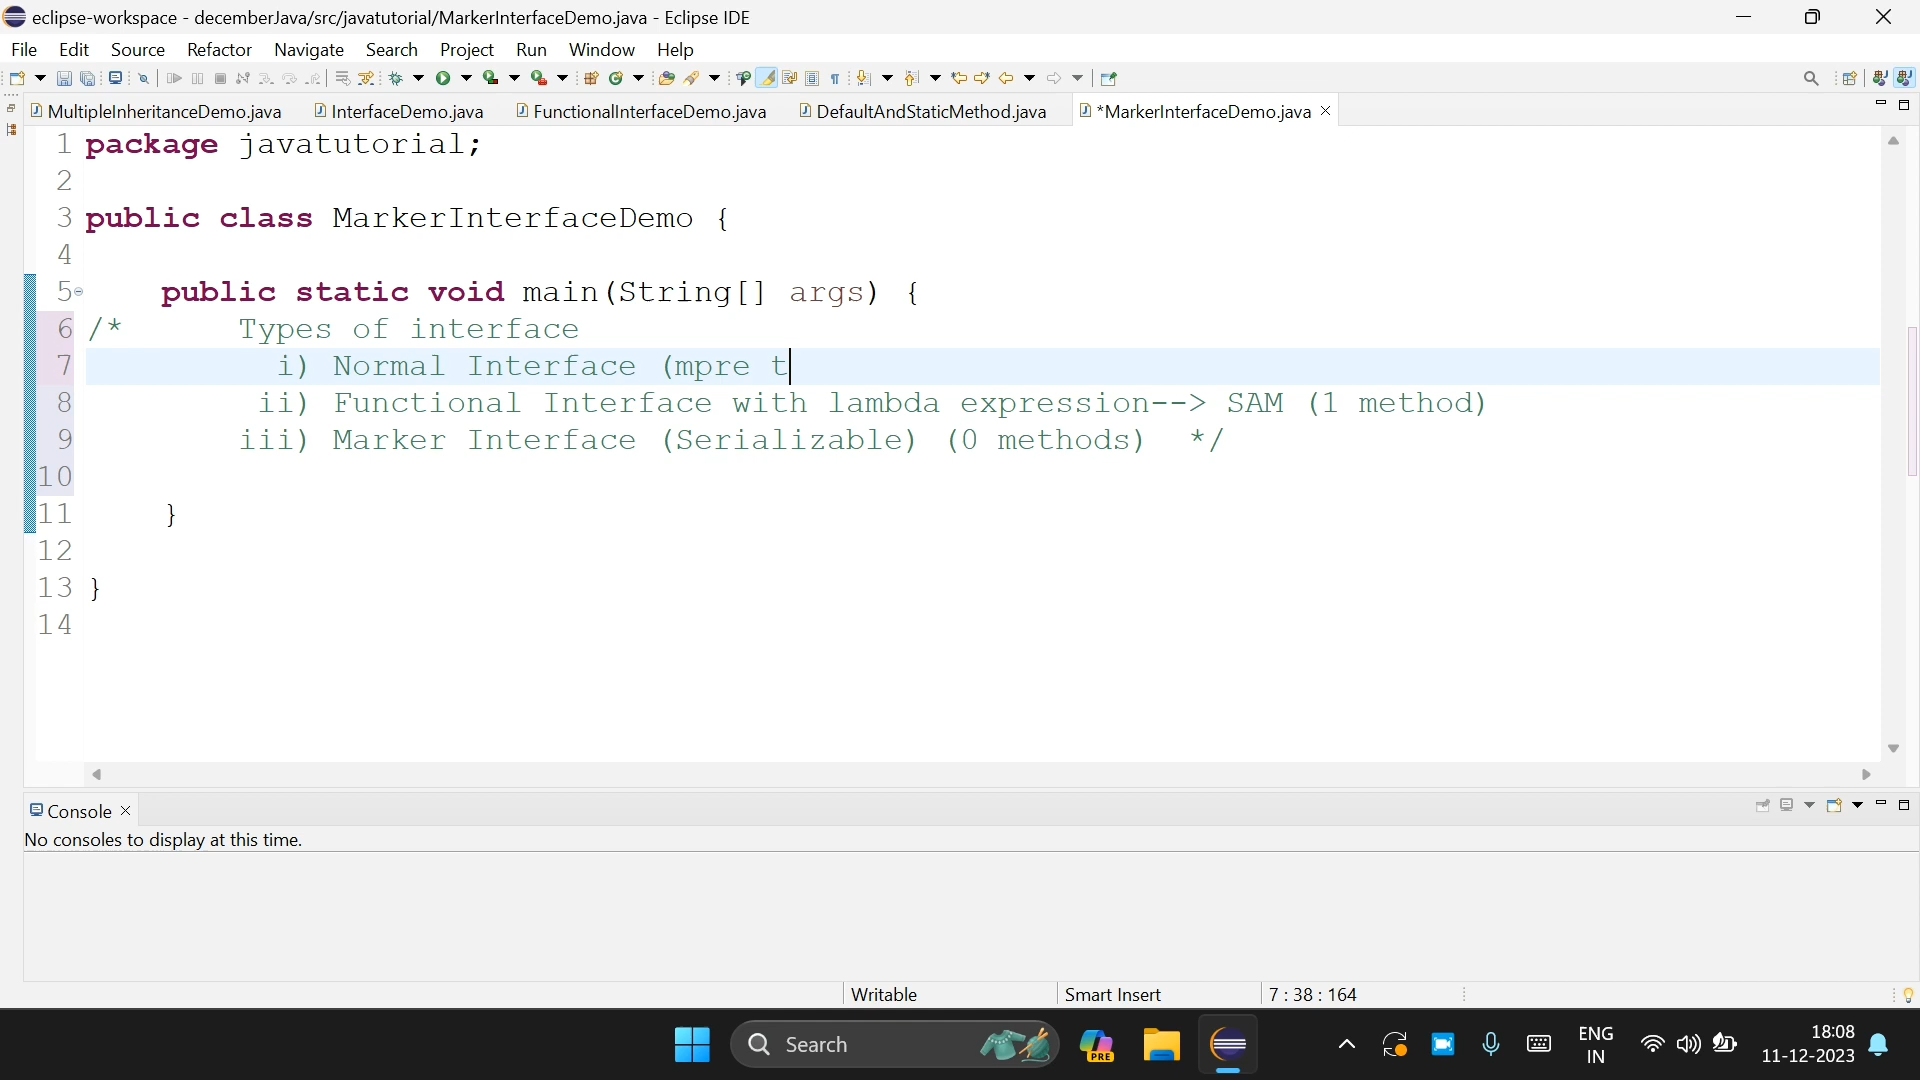 eclipse-workspace - decemberJava/src/javatutorial/MarkerInterfaceDemo.java - Eclipse IDE
File Edit Source Refactor Navigate Search Project Run Window Help
MultipleInheritanceDemo.java InterfaceDemo.java FunctionalInterfaceDemo.java DefaultAndStaticMethod.java *MarkerInterfaceDemo.java
1 package javatutorial;
2
3 public class MarkerInterfaceDemo {
4
5 public static void main(String[] args) {
6 /* Types of interface
7 i) Normal Interface (mpre t
8 ii) Functional Interface with lambda expression--> SAM (1 method)
9 iii) Marker Interface (Serializable) (0 methods) */
10
11 }
12
13 }
14
Console
No consoles to display at this time.
Writable Smart Insert 7 : 38 : 164
Search PRE ENG 18:08
IN 11-12-2023